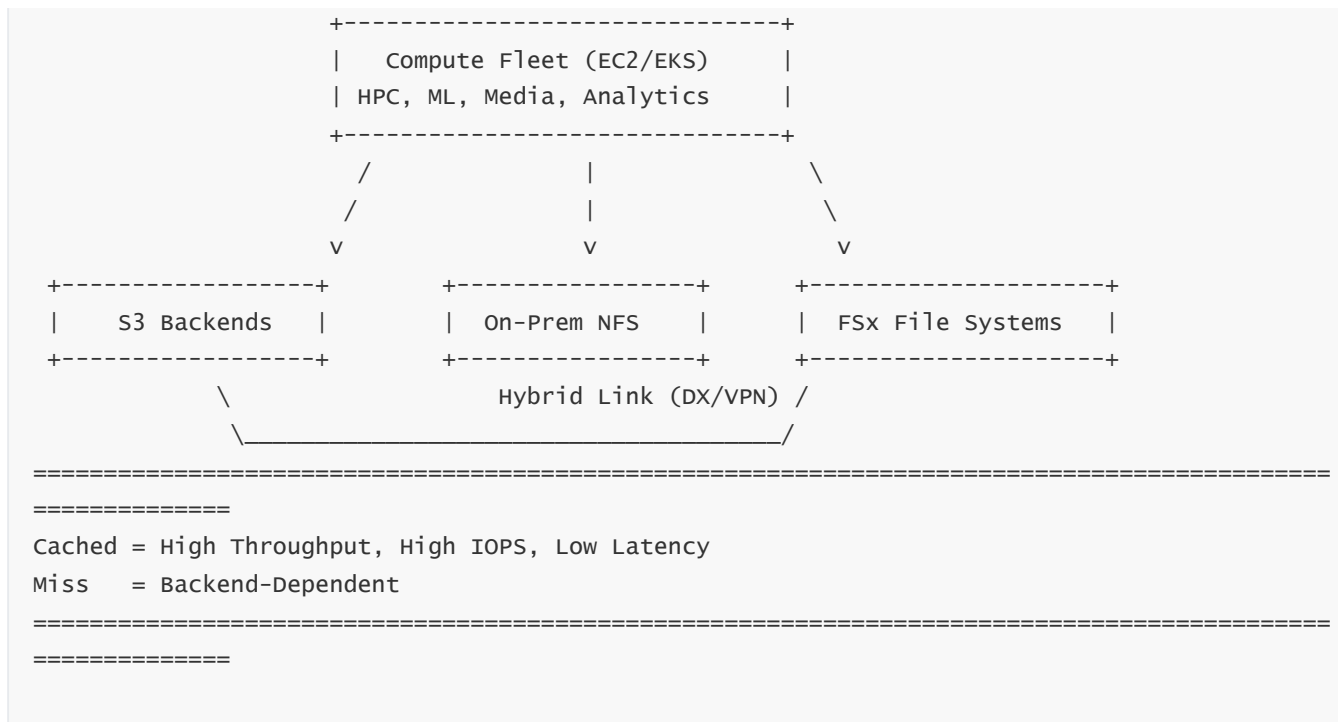 +-------------------------------+
|   Compute Fleet (EC2/EKS)     |
| HPC, ML, Media, Analytics     |
+-------------------------------+
/               |               \
/                |                \
v                 v                 v
+------------------+        +-----------------+      +---------------------+
|    S3 Backends   |        |  On-Prem NFS    |      |  FSx File Systems   |
+------------------+        +-----------------+      +---------------------+
\                   Hybrid Link (DX/VPN) /
\______________________________________/
============================================================================================
==============
Cached = High Throughput, High IOPS, Low Latency
Miss   = Backend-Dependent
============================================================================================
==============